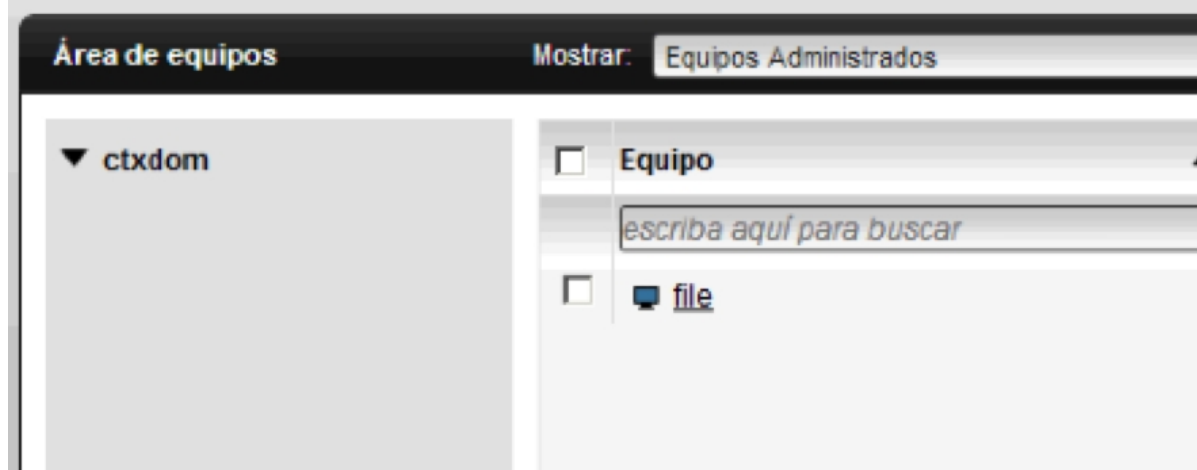 Área de equipos
Mostrar: Equipos Administrados
ctxdom
Equipo
escriba aquí para buscar
file